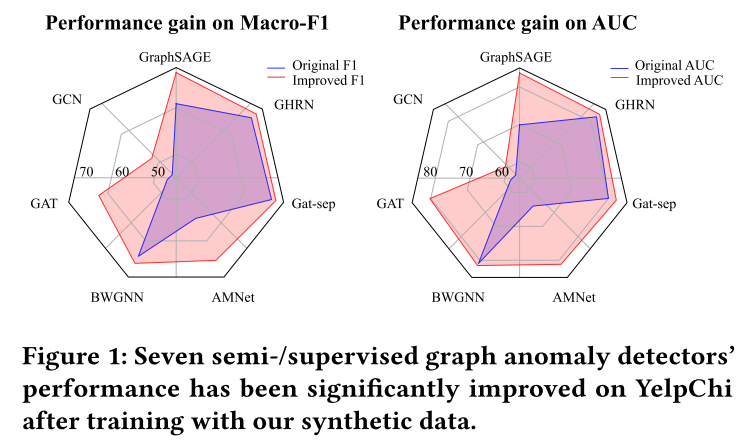 Performance gain on Macro-F1
GraphSAGE
Original F1
Improved F1
GCN
GHRN
70
60
50
GAT
Gat-sep
BWGNN
AMNet
Performance gain on AUC
GraphSAGE
Original AUC
Improved AUC
GCN
GHRN
80
70
60
GAT
Gat-sep
BWGNN
AMNet
Figure 1: Seven semi-/supervised graph anomaly detectors’
performance has been significantly improved on YelpChi
after training with our synthetic data.